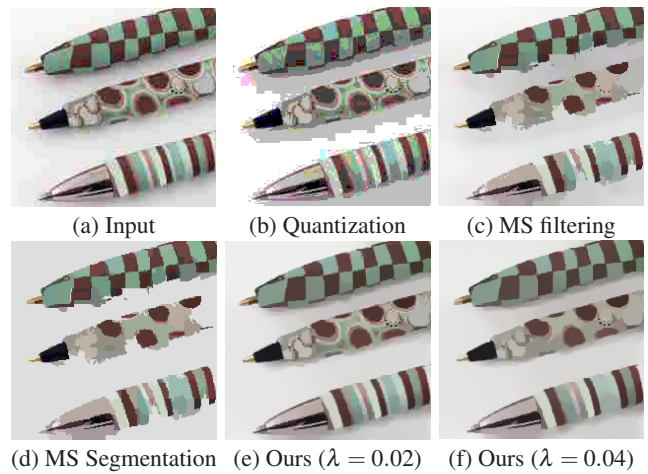 (a) Input (b) Quantization (c) MS filtering
(d) MS Segmentation (e) Ours (λ = 0.02) (f) Ours (λ = 0.04)